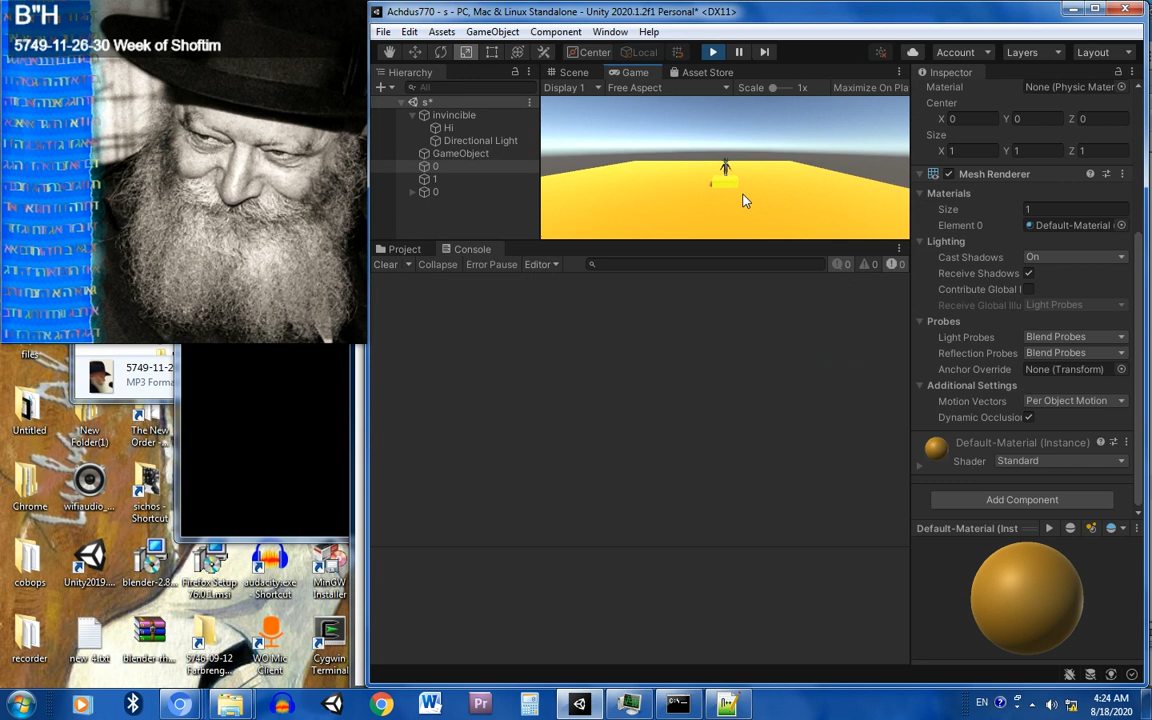 B"H
5749-11-26-30 Week of Shoftim
Achdus770 - s - PC, Mac & Linux Standalone - Unity 2020.1.2f1 Personal* <DX11>
File Edit Assets GameObject Component Window Help
Center Local Account Layers Layout
Hierarchy
All
s*
invincible
Hi
Directional Light
GameObject
0
1
0
Scene Game Asset Store
Display 1 Free Aspect Scale 1x Maximize On Pla
Project Console
Clear Collapse Error Pause Editor 0 0 0
Inspector
Material None (Physic Mater
Center
X 0 Y 0 Z 0
Size
X 1 Y 1 Z 1
Mesh Renderer
Materials
Size 1
Element 0 Default-Material
Lighting
Cast Shadows On
Receive Shadows
Contribute Global I
Receive Global Illu Light Probes
Probes
Light Probes Blend Probes
Reflection Probes Blend Probes
Anchor Override None (Transform)
Additional Settings
Motion Vectors Per Object Motion
Dynamic Occlusion
Default-Material (Instance)
Shader Standard
Add Component
Default-Material (Inst
files
5749-11-2
MP3 Forma
Untitled
New Folder(1)
The New Order -...
Chrome
wifiaudio_...
sichos - Shortcut
cobops
Unity2019....
blender-2.8...
Firefox Setup 76.0.1.msi
audacity.exe - Shortcut
MinGW Installer
recorder
new 4.txt
blender-rh...
5746-09-12 Farbreng...
WO Mic Client
Cygwin Terminal
EN
4:24 AM
8/18/2020